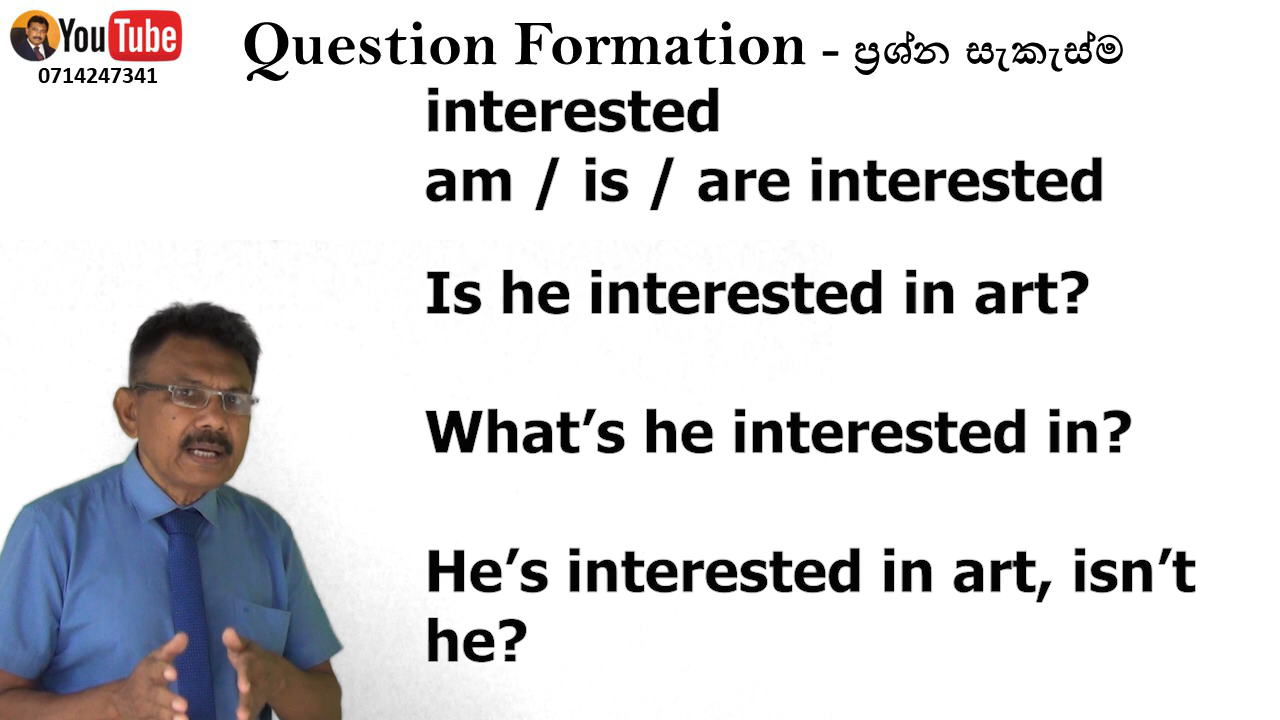 YouTube
0714247341
Question Formation - ප්‍රශ්න සැකැස්ම
interested
am / is / are interested
Is he interested in art?
What’s he interested in?
He’s interested in art, isn’t
he?